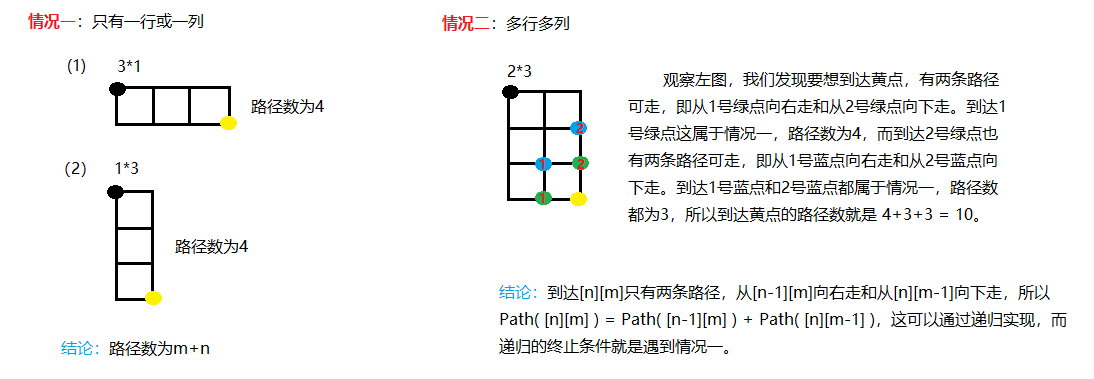 情况一：只有一行或一列
(1) 3*1
路径数为4
(2) 1*3
路径数为4
结论：路径数为m+n
情况二：多行多列
2*3
2
1
2
1
观察左图，我们发现要想到达黄点，有两条路径
可走，即从1号绿点向右走和从2号绿点向下走。到达1
号绿点这属于情况一，路径数为4，而到达2号绿点也
有两条路径可走，即从1号蓝点向右走和从2号蓝点向
下走。到达1号蓝点和2号蓝点都属于情况一，路径数
都为3，所以到达黄点的路径数就是 4+3+3 = 10。
结论：到达[n][m]只有两条路径，从[n-1][m]向右走和从[n][m-1]向下走，所以
Path( [n][m] ) = Path( [n-1][m] ) + Path( [n][m-1] )，这可以通过递归实现，而
递归的终止条件就是遇到情况一。